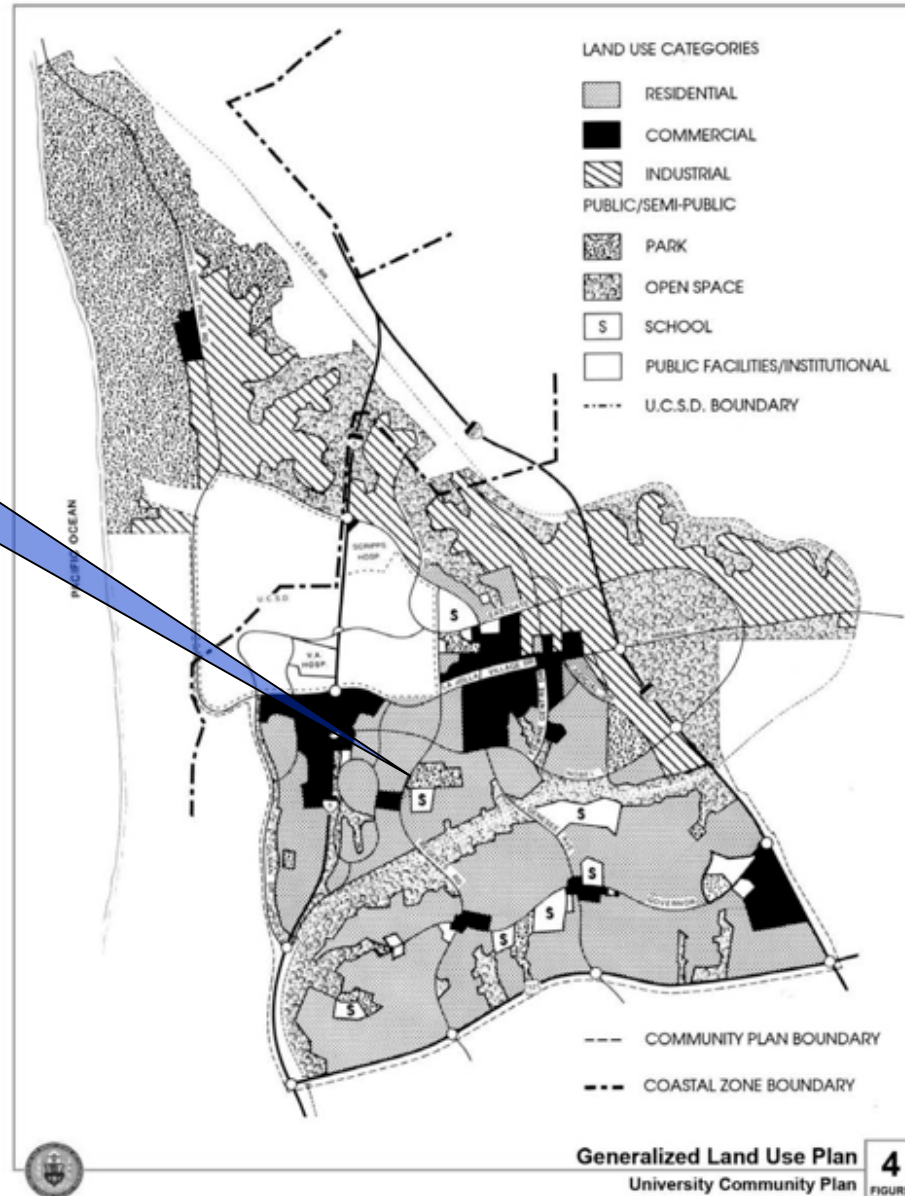 LAND USE CATEGORIES
RESIDENTIAL
COMMERCIAL
INDUSTRIAL
PUBLIC/SEMI-PUBLIC
PARK
OPEN SPACE
S SCHOOL
PUBLIC FACILITIES/INSTITUTIONAL
U.C.S.D. BOUNDARY
A.T.&S.F. RR.
PACIFIC OCEAN
SCRIPPS
HOSP.
U.C.S.D.
S
V.A.
HOSP.
LA JOLLA VILLAGE DR
NOBEL
S
S
S
GOVERNOR
S
S
S
COMMUNITY PLAN BOUNDARY
COASTAL ZONE BOUNDARY
Generalized Land Use Plan
University Community Plan
4
FIGURE